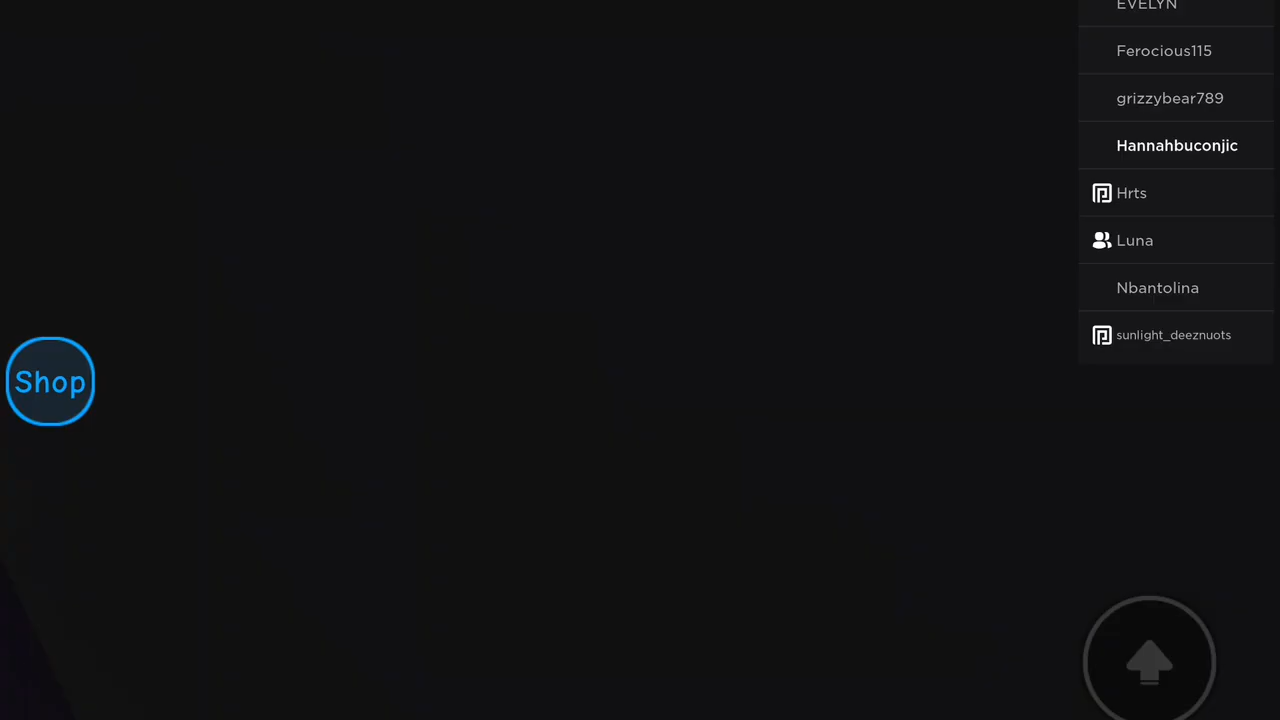 EVELYN
Ferocious115
grizzybear789
Hannahbuconjic
Hrts
Luna
Nbantolina
sunlight_deeznuots
Shop